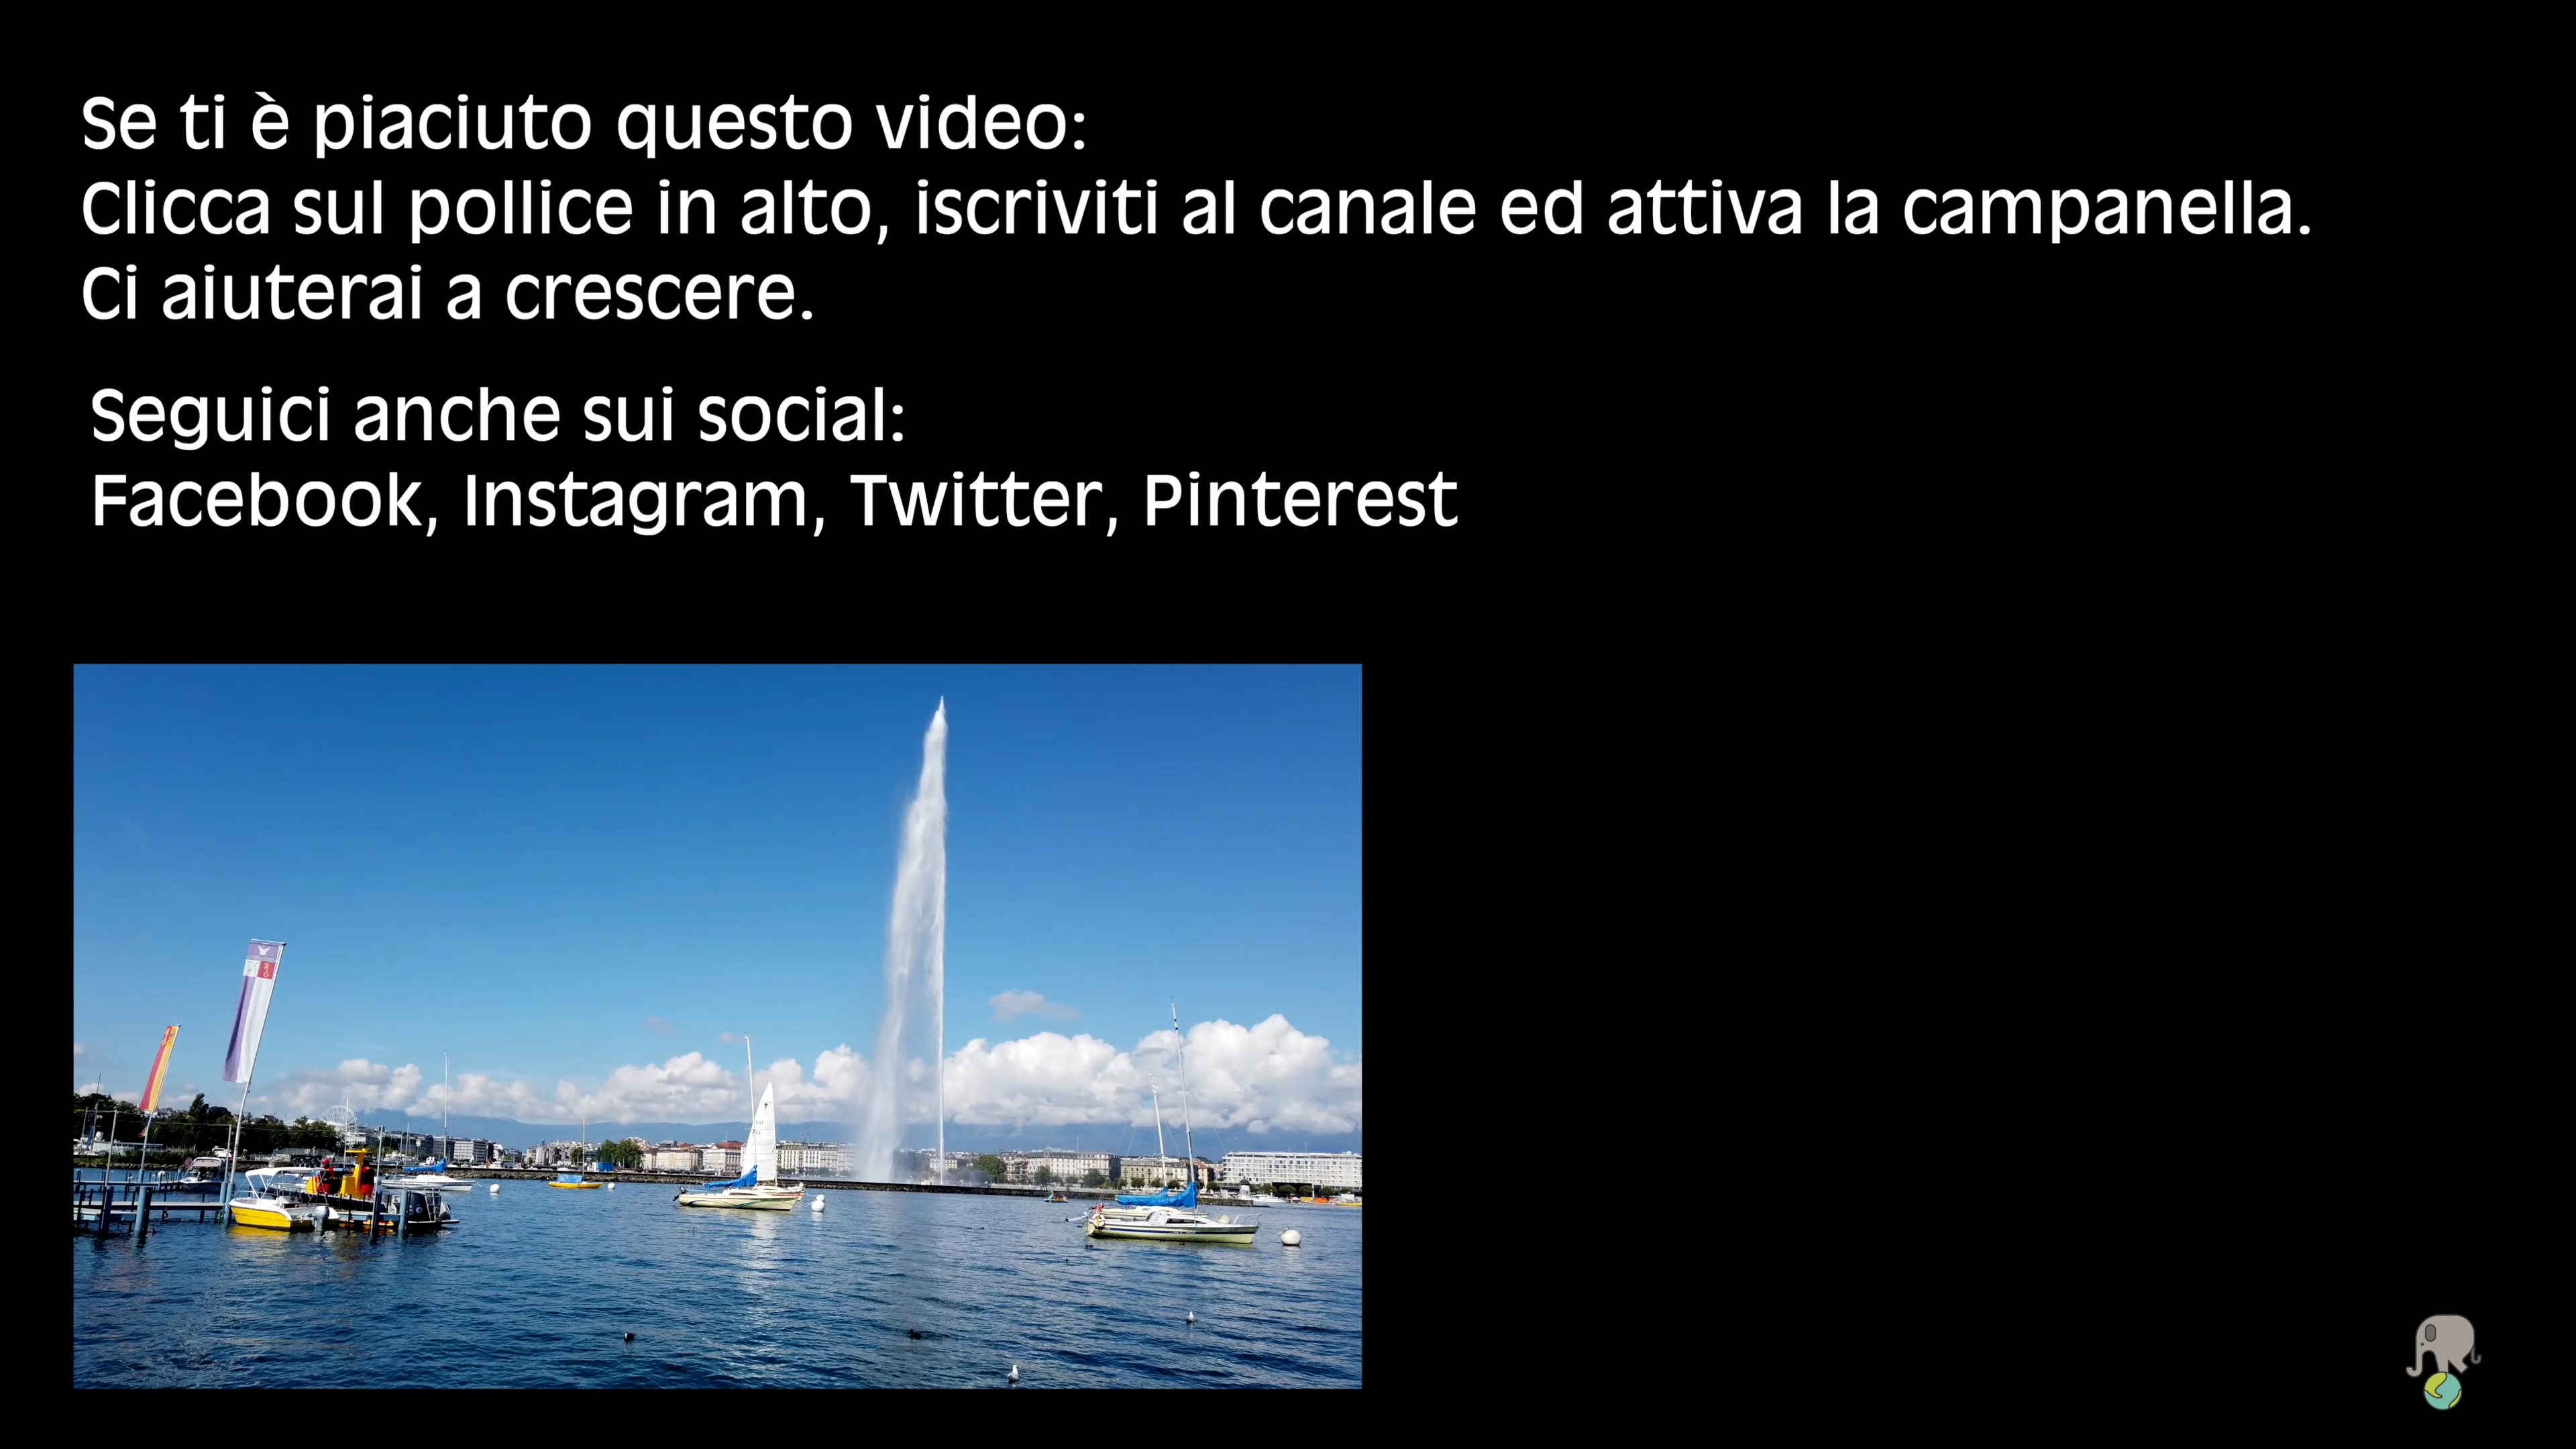 Se ti è piaciuto questo video:
Clicca sul pollice in alto, iscriviti al canale ed attiva la campanella.
Ci aiuterai a crescere.
Seguici anche sui social:
Facebook, Instagram, Twitter, Pinterest